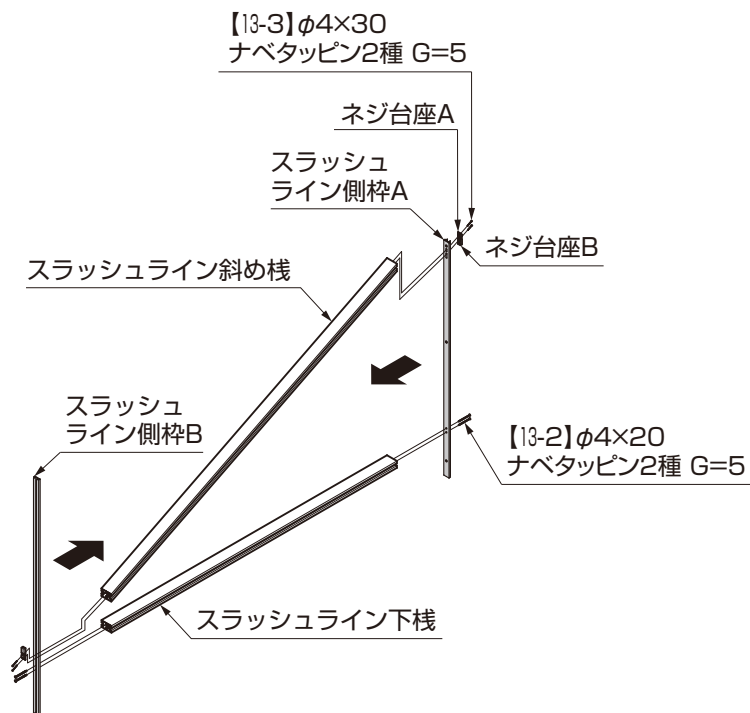 【13-3】φ4×30
ナベタッピン2種 G=5
ネジ台座A
スラッシュ
ライン側枠A
ネジ台座B
スラッシュライン斜め桟
スラッシュ
ライン側枠B
【13-2】φ4×20
ナベタッピン2種 G=5
スラッシュライン下桟